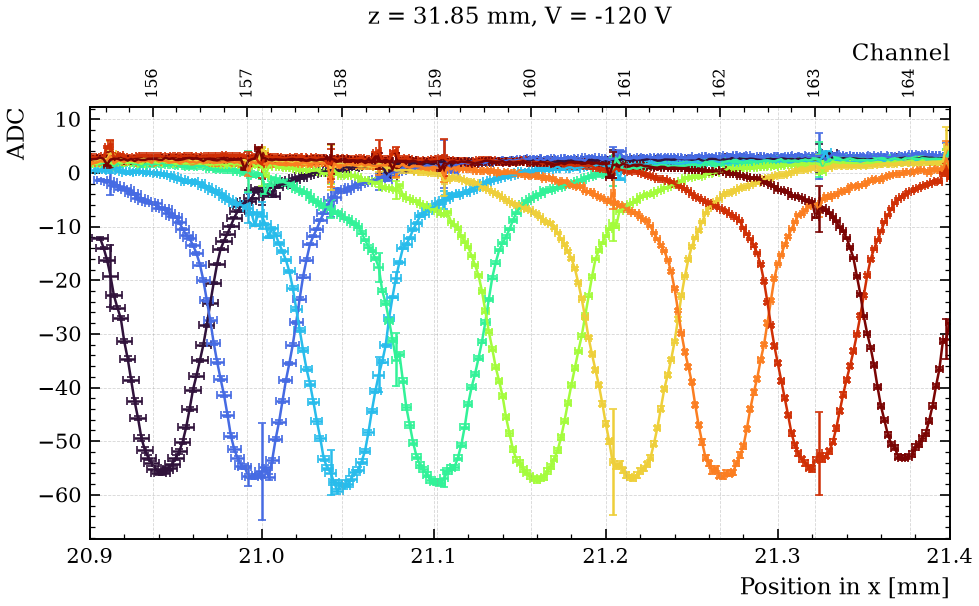 z = 31.85 mm, V = -120 V
Channel
156 157 158 159 160 161 162 163 164
ADC
10
0
−10
−20
−30
−40
−50
−60
20.9 21.0 21.1 21.2 21.3 21.4
Position in x [mm]